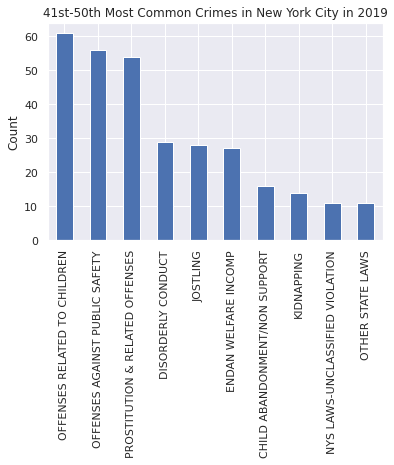 41st-50th Most Common Crimes in New York City in 2019
Count
60
50
40
30
20
10
0
OFFENSES RELATED TO CHILDREN
OFFENSES AGAINST PUBLIC SAFETY
PROSTITUTION & RELATED OFFENSES
DISORDERLY CONDUCT
JOSTLING
ENDAN WELFARE INCOMP
CHILD ABANDONMENT/NON SUPPORT
KIDNAPPING
NYS LAWS-UNCLASSIFIED VIOLATION
OTHER STATE LAWS